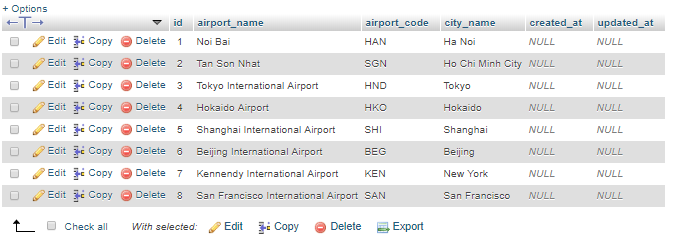 + Options
id airport_name airport_code city_name created_at updated_at
Edit Copy Delete 1 Noi Bai HAN Ha Noi NULL NULL
Edit Copy Delete 2 Tan Son Nhat SGN Ho Chi Minh City NULL NULL
Edit Copy Delete 3 Tokyo International Airport HND Tokyo NULL NULL
Edit Copy Delete 4 Hokaido Airport HKO Hokaido NULL NULL
Edit Copy Delete 5 Shanghai International Airport SHI Shanghai NULL NULL
Edit Copy Delete 6 Beijing International Airport BEG Beijing NULL NULL
Edit Copy Delete 7 Kennendy International Airport KEN New York NULL NULL
Edit Copy Delete 8 San Francisco International Airport SAN San Francisco NULL NULL
Check all With selected: Edit Copy Delete Export